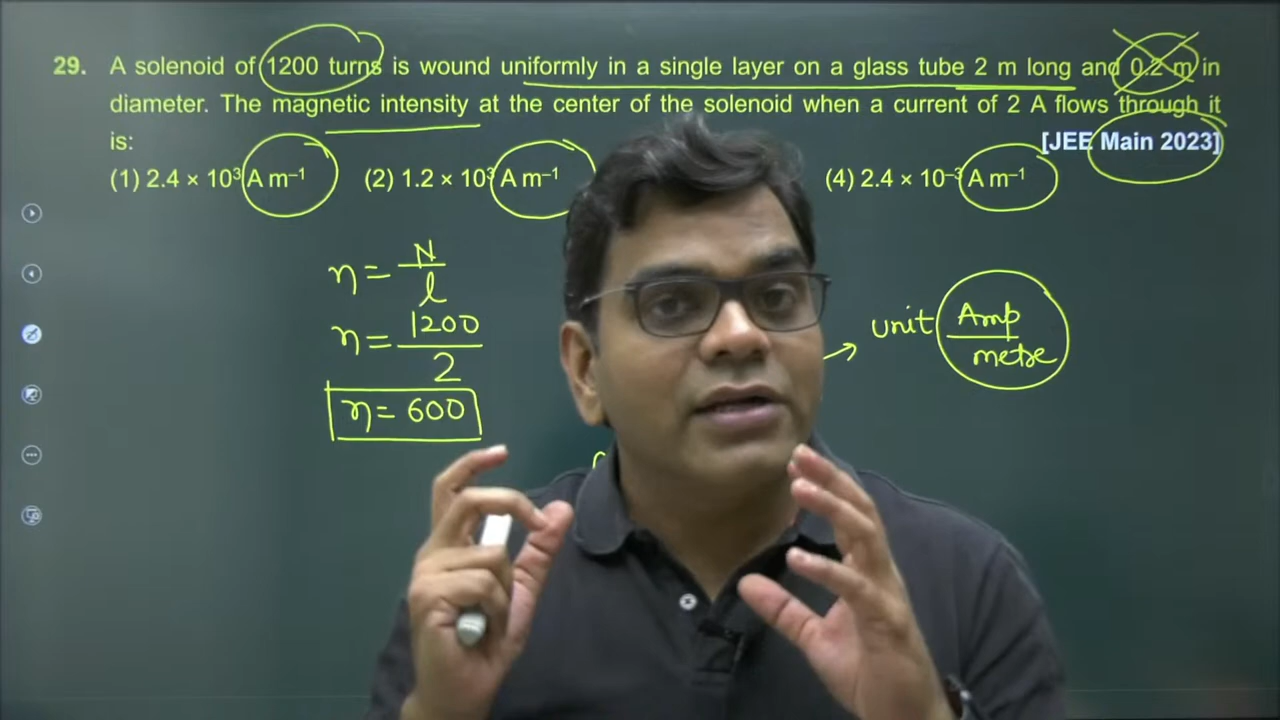 29. A solenoid of 1200 turns is wound uniformly in a single layer on a glass tube 2 m long and 0.2 m in
diameter. The magnetic intensity at the center of the solenoid when a current of 2 A flows through it
is: [JEE Main 2023]
(1) 2.4 × 10³ A m⁻¹ (2) 1.2 × 10³ A m⁻¹ (4) 2.4 × 10⁻³ A m⁻¹
η = N/l
η = 1200/2
η = 600
→ unit Amp/metre